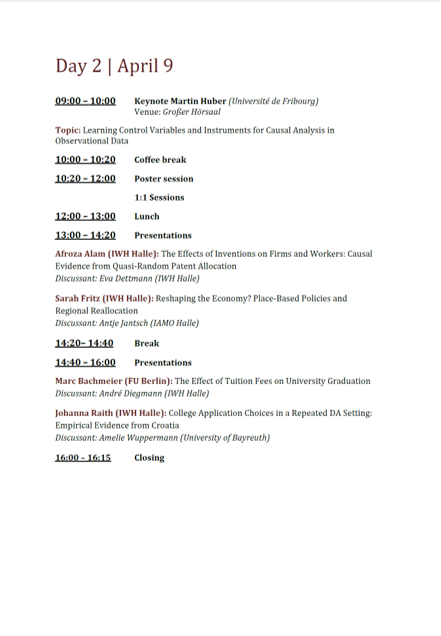 Day 2 | April 9
09:00 – 10:00 Keynote Martin Huber (Université de Fribourg)
Venue: Großer Hörsaal
Topic: Learning Control Variables and Instruments for Causal Analysis in
Observational Data
10:00 – 10:20 Coffee break
10:20 – 12:00 Poster session
1:1 Sessions
12:00 – 13:00 Lunch
13:00 – 14:20 Presentations
Afroza Alam (IWH Halle): The Effects of Inventions on Firms and Workers: Causal
Evidence from Quasi-Random Patent Allocation
Discussant: Eva Dettmann (IWH Halle)
Sarah Fritz (IWH Halle): Reshaping the Economy? Place-Based Policies and
Regional Reallocation
Discussant: Antje Jantsch (IAMO Halle)
14:20– 14:40 Break
14:40 – 16:00 Presentations
Marc Bachmeier (FU Berlin): The Effect of Tuition Fees on University Graduation
Discussant: André Diegmann (IWH Halle)
Johanna Raith (IWH Halle): College Application Choices in a Repeated DA Setting:
Empirical Evidence from Croatia
Discussant: Amelie Wuppermann (University of Bayreuth)
16:00 – 16:15 Closing